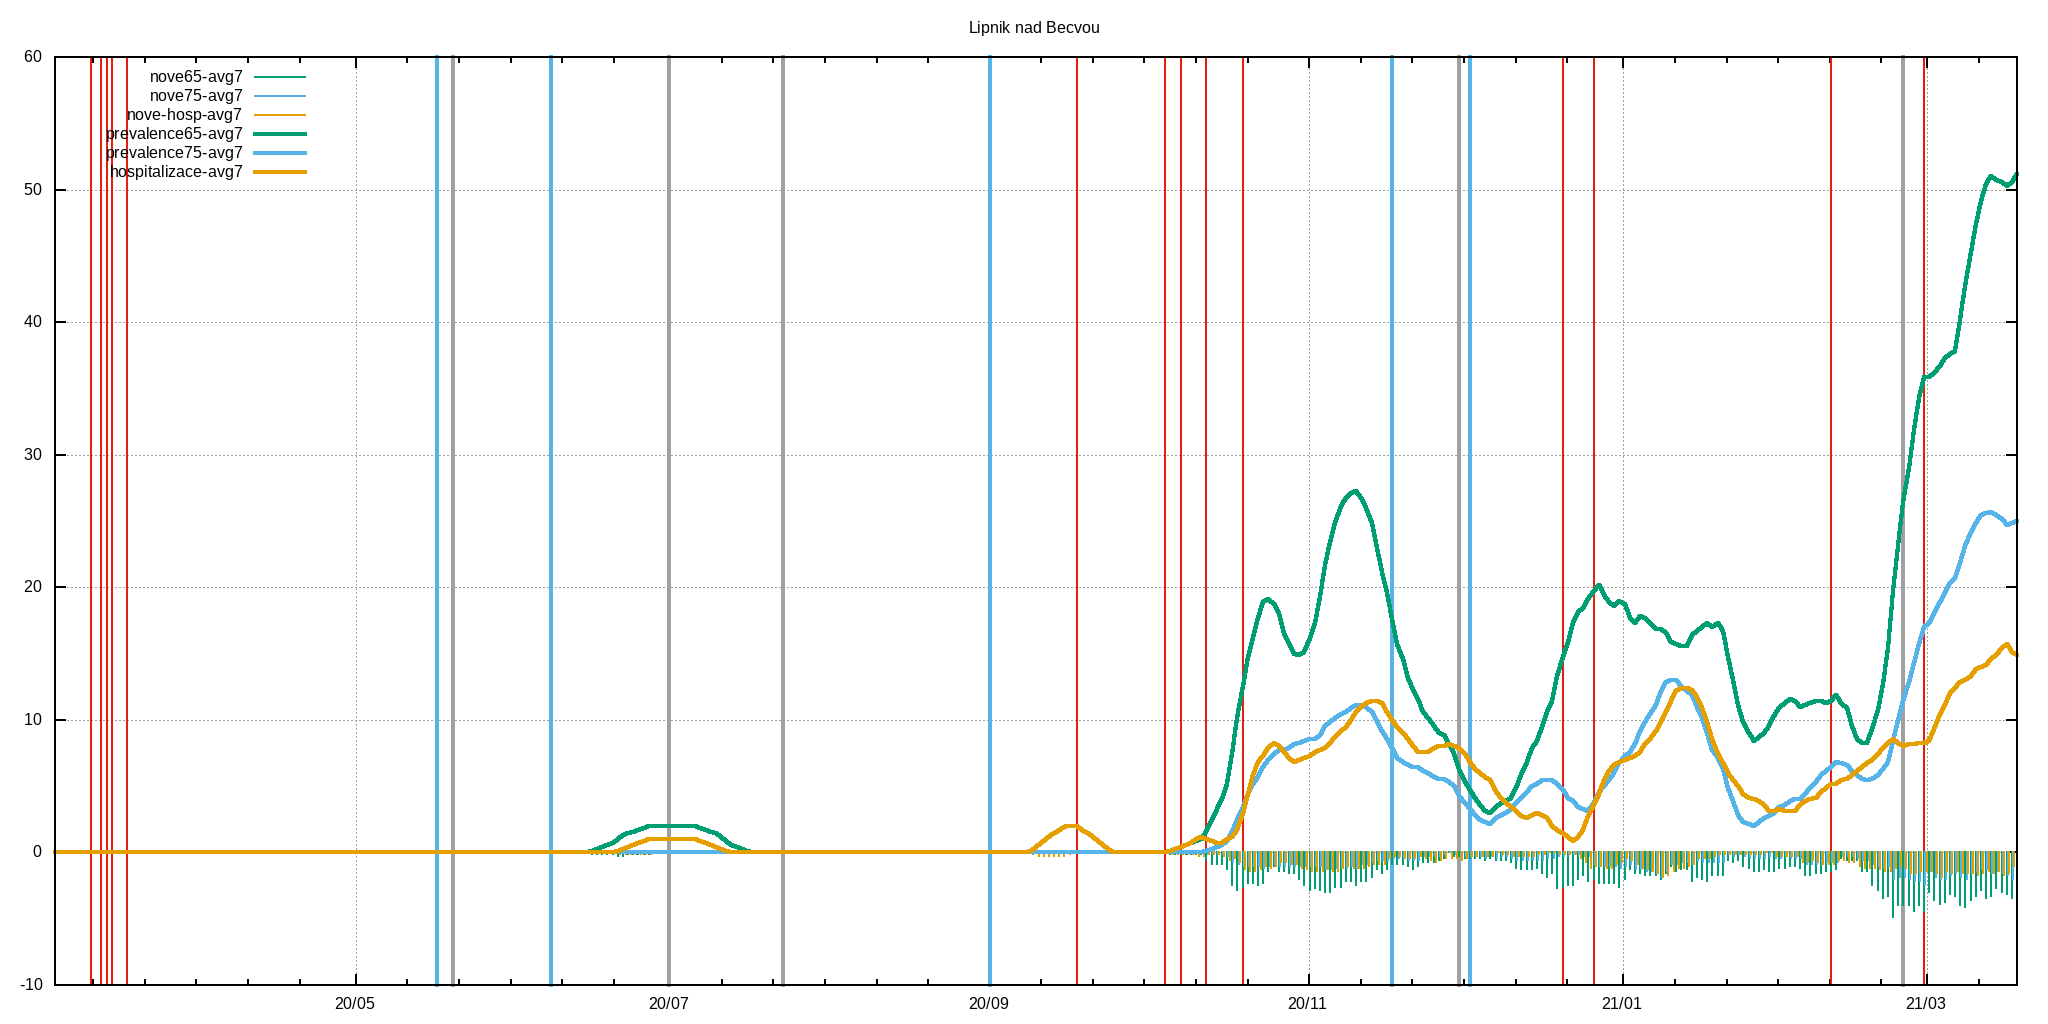 Lipnik nad Becvou
60
nove65-avg7
nove75-avg7
nove-hosp-avg7
prevalence65-avg7
prevalence75-avg7
hospitalizace-avg7
50
40
30
20
10
0
-10
20/05
20/07
20/09
20/11
21/01
21/03